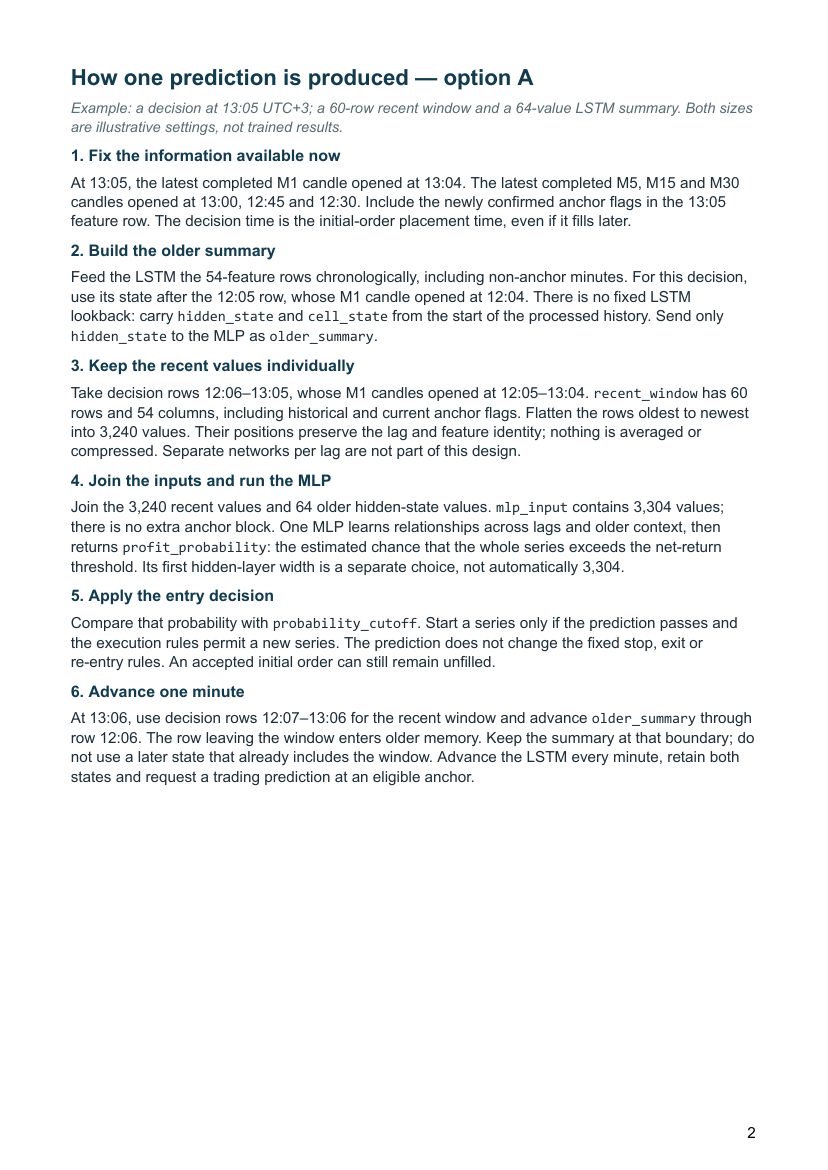 How one prediction is produced — option A
Example: a decision at 13:05 UTC+3; a 60-row recent window and a 64-value LSTM summary. Both sizes
are illustrative settings, not trained results.
1. Fix the information available now
At 13:05, the latest completed M1 candle opened at 13:04. The latest completed M5, M15 and M30
candles opened at 13:00, 12:45 and 12:30. Include the newly confirmed anchor flags in the 13:05
feature row. The decision time is the initial-order placement time, even if it fills later.
2. Build the older summary
Feed the LSTM the 54-feature rows chronologically, including non-anchor minutes. For this decision,
use its state after the 12:05 row, whose M1 candle opened at 12:04. There is no fixed LSTM
lookback: carry hidden_state and cell_state from the start of the processed history. Send only
hidden_state to the MLP as older_summary.
3. Keep the recent values individually
Take decision rows 12:06–13:05, whose M1 candles opened at 12:05–13:04. recent_window has 60
rows and 54 columns, including historical and current anchor flags. Flatten the rows oldest to newest
into 3,240 values. Their positions preserve the lag and feature identity; nothing is averaged or
compressed. Separate networks per lag are not part of this design.
4. Join the inputs and run the MLP
Join the 3,240 recent values and 64 older hidden-state values. mlp_input contains 3,304 values;
there is no extra anchor block. One MLP learns relationships across lags and older context, then
returns profit_probability: the estimated chance that the whole series exceeds the net-return
threshold. Its first hidden-layer width is a separate choice, not automatically 3,304.
5. Apply the entry decision
Compare that probability with probability_cutoff. Start a series only if the prediction passes and
the execution rules permit a new series. The prediction does not change the fixed stop, exit or
re-entry rules. An accepted initial order can still remain unfilled.
6. Advance one minute
At 13:06, use decision rows 12:07–13:06 for the recent window and advance older_summary through
row 12:06. The row leaving the window enters older memory. Keep the summary at that boundary; do
not use a later state that already includes the window. Advance the LSTM every minute, retain both
states and request a trading prediction at an eligible anchor.
2